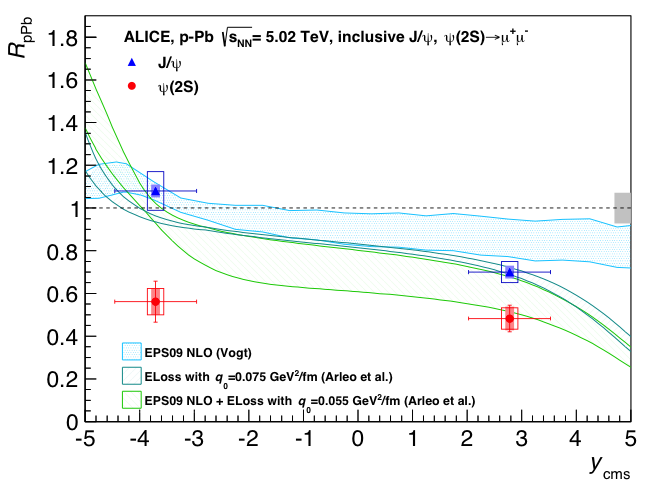 R_pPb
ALICE, p-Pb √s_NN = 5.02 TeV, inclusive J/ψ, ψ(2S)→μ⁺μ⁻
J/ψ
ψ(2S)
1.8
1.6
1.4
1.2
1
0.8
0.6
0.4
0.2
0
EPS09 NLO (Vogt)
ELoss with q₀=0.075 GeV²/fm (Arleo et al.)
EPS09 NLO + ELoss with q₀=0.055 GeV²/fm (Arleo et al.)
-5 -4 -3 -2 -1 0 1 2 3 4 5
y_cms